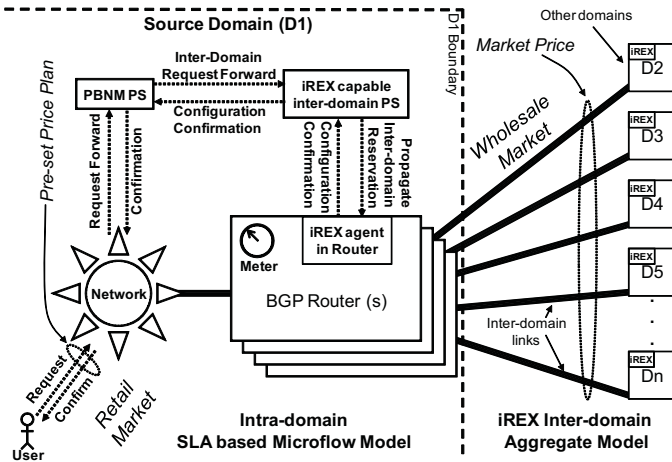 Source Domain (D1)
D1 Boundary
Other domains
Market Price
iREX
D2
Inter-Domain
Request Forward
PBNM PS
iREX capable
inter-domain PS
Configuration
Confirmation
Pre-set Price Plan
Request Forward
Confirmation
Configuration
Confirmation
Propagate
Inter-domain
Reservation
Wholesale
Market
iREX
D3
iREX
D4
Meter
iREX agent
in Router
BGP Router (s)
Network
iREX
D5
Inter-domain
links
Request
Confirm
Retail
Market
User
iREX
Dn
Intra-domain
SLA based Microflow Model
iREX Inter-domain
Aggregate Model